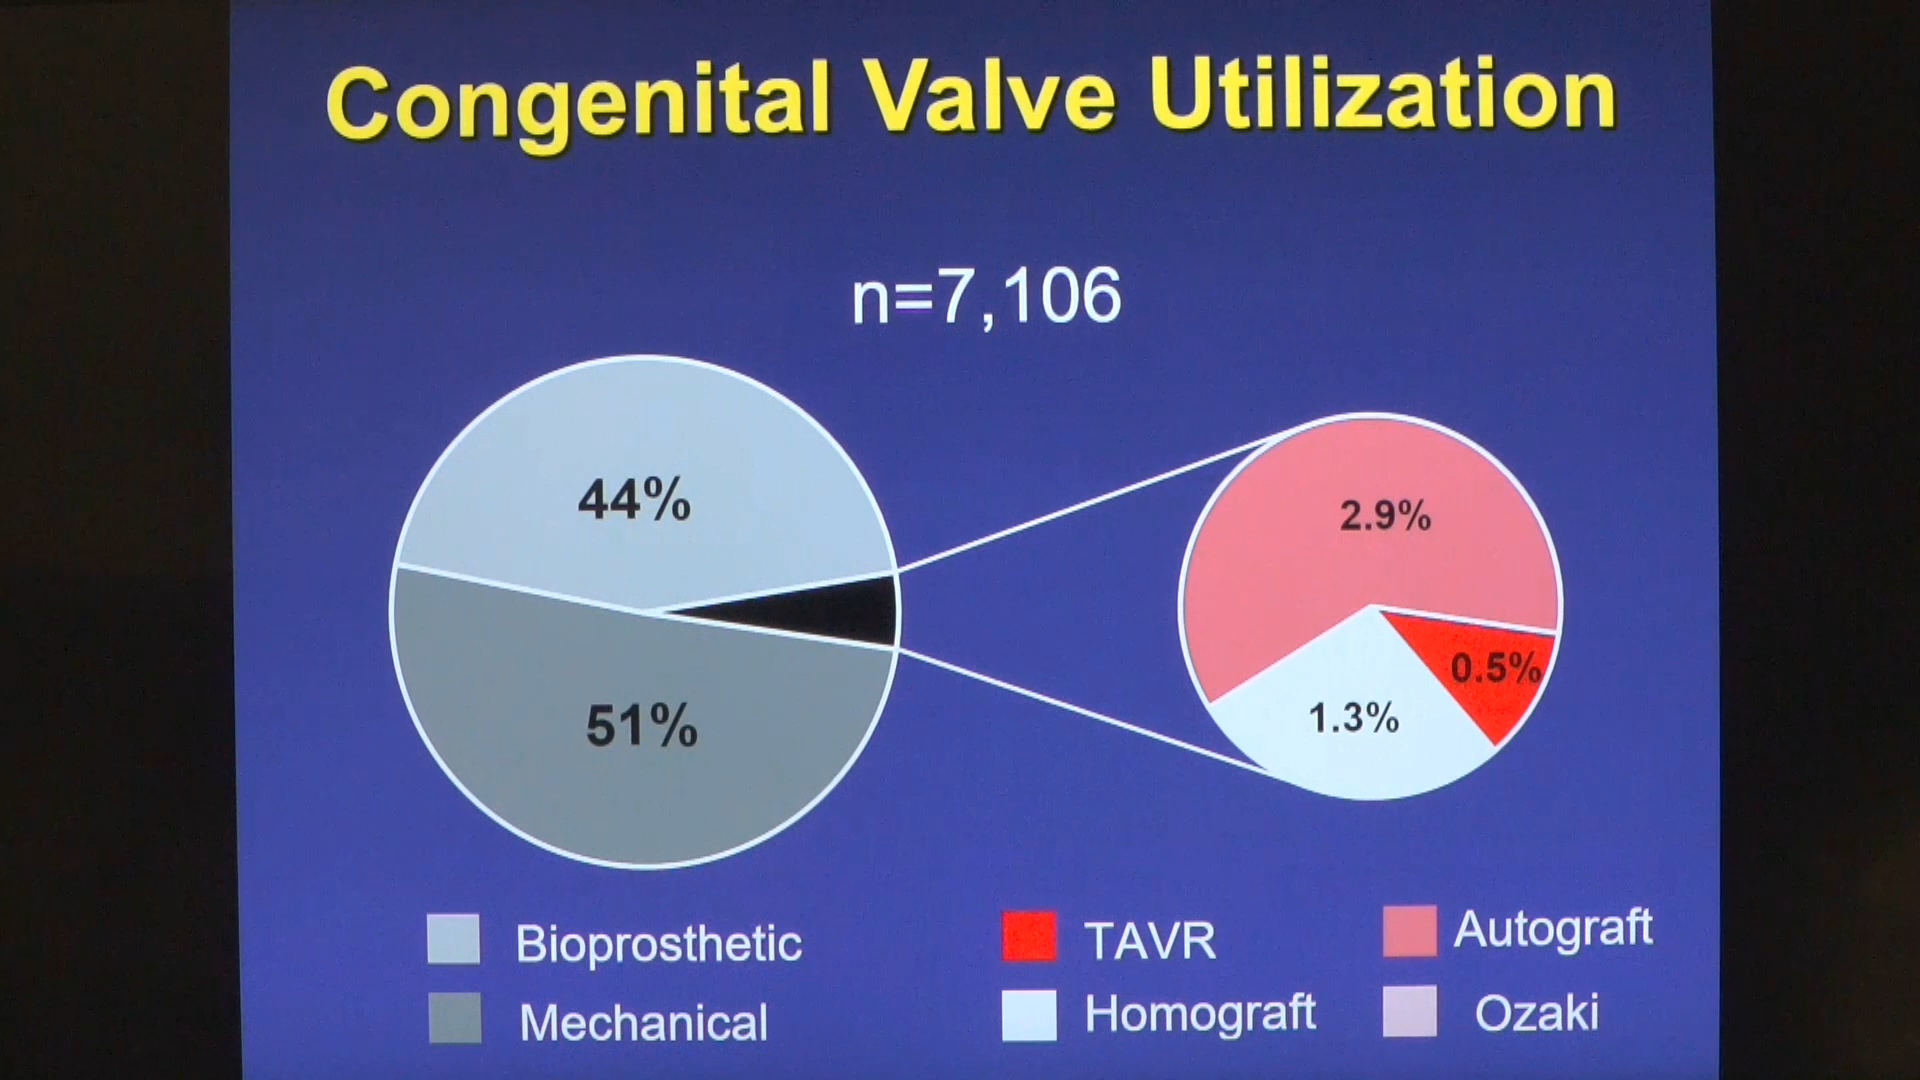 Congenital Valve Utilization
n=7,106
44%
51%
2.9%
0.5%
1.3%
Bioprosthetic
Mechanical
TAVR
Homograft
Autograft
Ozaki